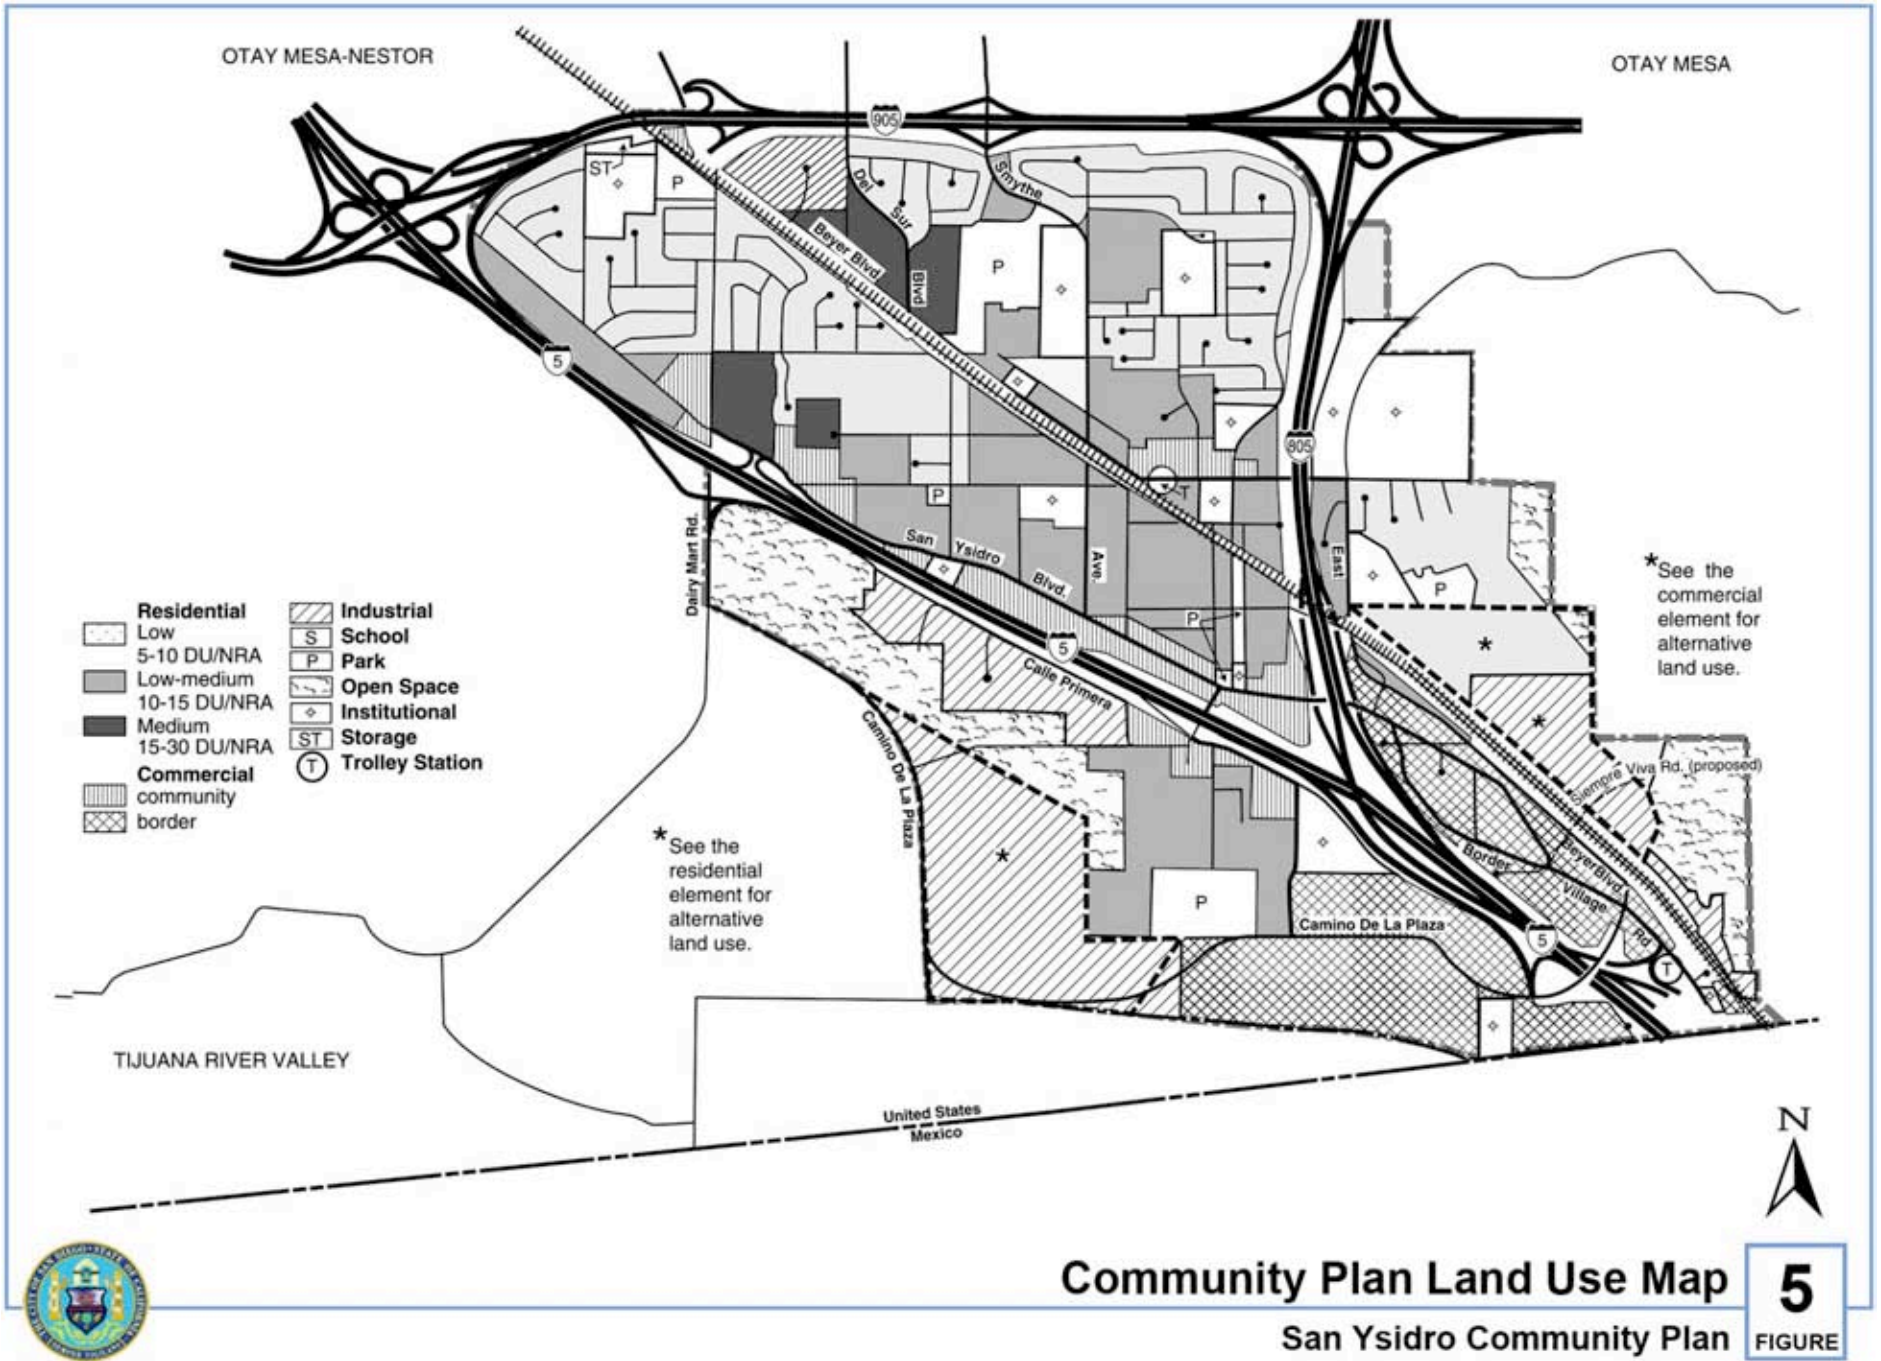 OTAY MESA-NESTOR
OTAY MESA
905
ST
P
Del
Sur
Blvd
Smythe
Beyer Blvd.
P
5
805
T
P
San
Ysidro
Blvd.
Ave.
East
P
Dairy Mart Rd.
P
5
Calle Primera
*
*See the
commercial
element for
alternative
land use.
*
Residential
Low
5-10 DU/NRA
Low-medium
10-15 DU/NRA
Medium
15-30 DU/NRA
Commercial
community
border
Industrial
S School
P Park
Open Space
Institutional
ST Storage
T Trolley Station
Camino De La Plaza
Siempre Viva Rd. (proposed)
*See the
residential
element for
alternative
land use.
*
Border
Village
Rd
Beyer Blvd.
P
Camino De La Plaza
5
T
TIJUANA RIVER VALLEY
United States
Mexico
N
Community Plan Land Use Map
San Ysidro Community Plan
5
FIGURE